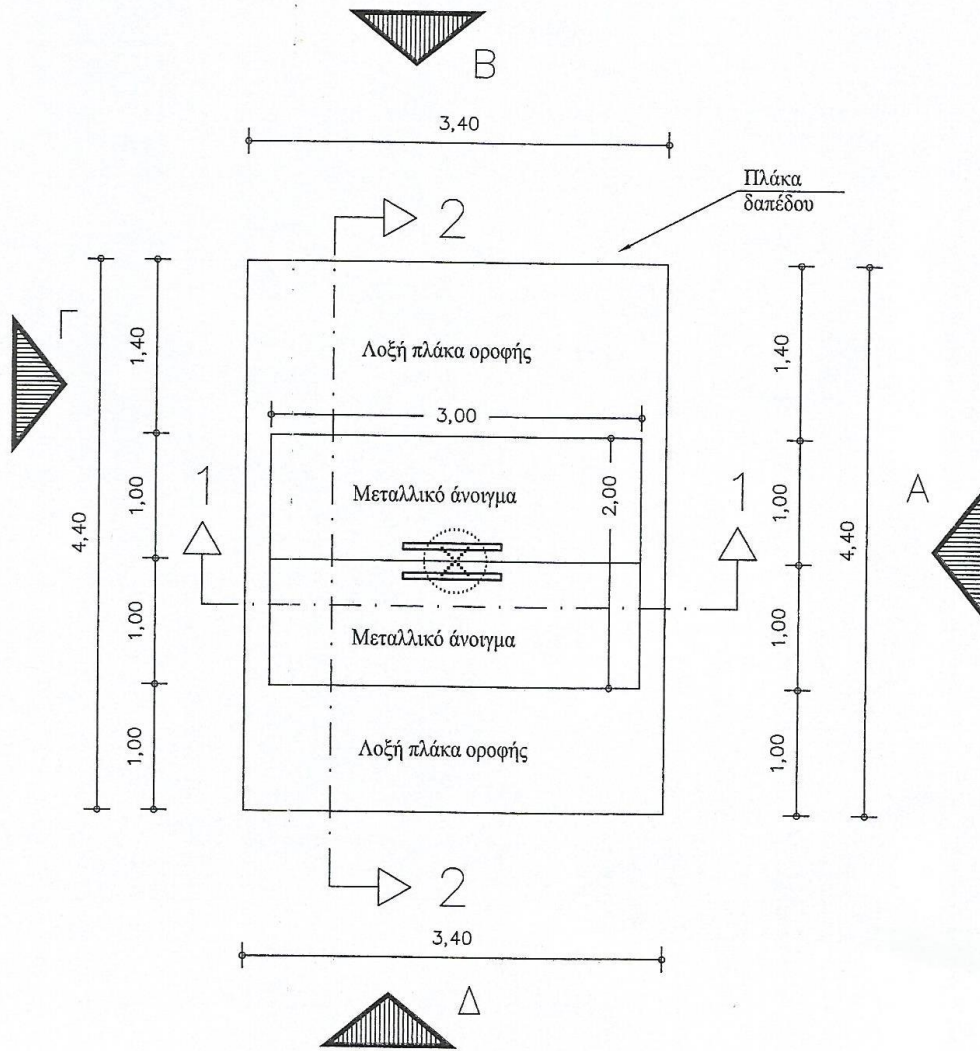 B
3,40
Πλάκα
δαπέδου
2
Γ
1,40
Λοξή πλάκα οροφής
1,40
3,00
4,40
1
1,00
Μεταλλικό άνοιγμα
2,00
1
1,00
4,40
A
1,00
Μεταλλικό άνοιγμα
1,00
1,00
Λοξή πλάκα οροφής
1,00
2
3,40
Δ